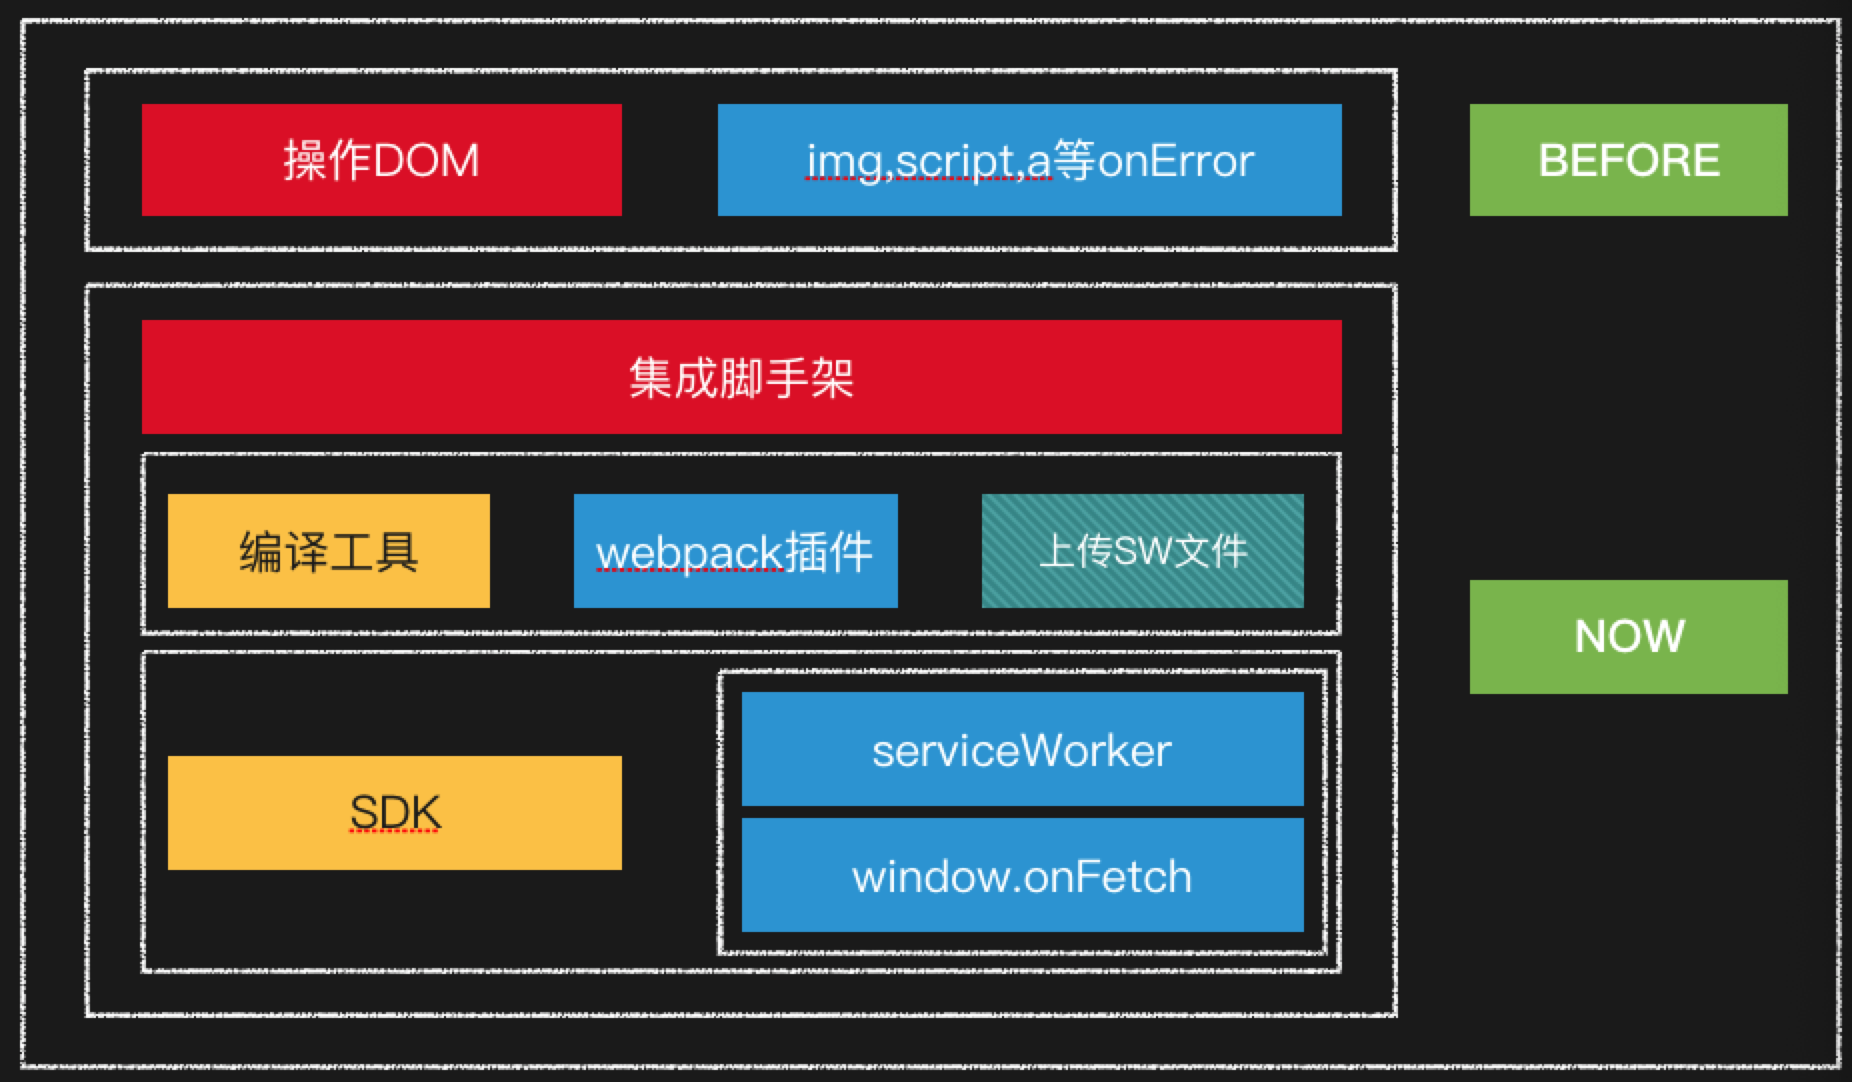 操作DOM
img,script,a等onError
BEFORE
集成脚手架
编译工具
webpack插件
上传SW文件
NOW
SDK
serviceWorker
window.onFetch